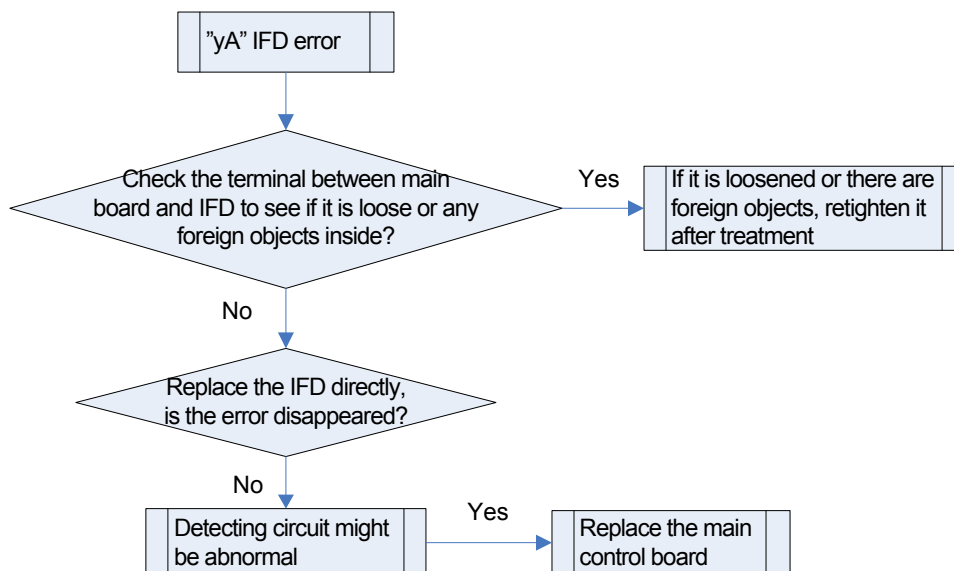 ”yA” IFD error
Check the terminal between main
board and IFD to see if it is loose or any
foreign objects inside?
Yes
If it is loosened or there are
foreign objects, retighten it
after treatment
No
Replace the IFD directly,
is the error disappeared?
No
Detecting circuit might
be abnormal
Yes
Replace the main
control board